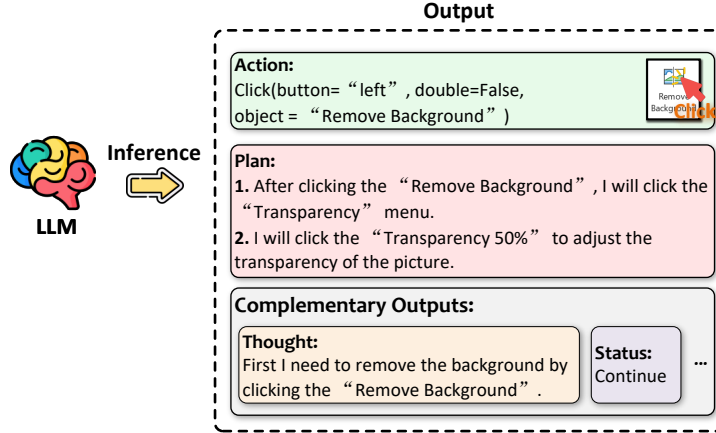 Output
Action:
Click(button= “left”, double=False,
object = “Remove Background”)
Remove
Background
Click
Inference
LLM
Plan:
1. After clicking the “Remove Background”, I will click the
“Transparency” menu.
2. I will click the “Transparency 50%” to adjust the
transparency of the picture.
Complementary Outputs:
Thought:
First I need to remove the background by
clicking the “Remove Background”.
Status:
Continue
...